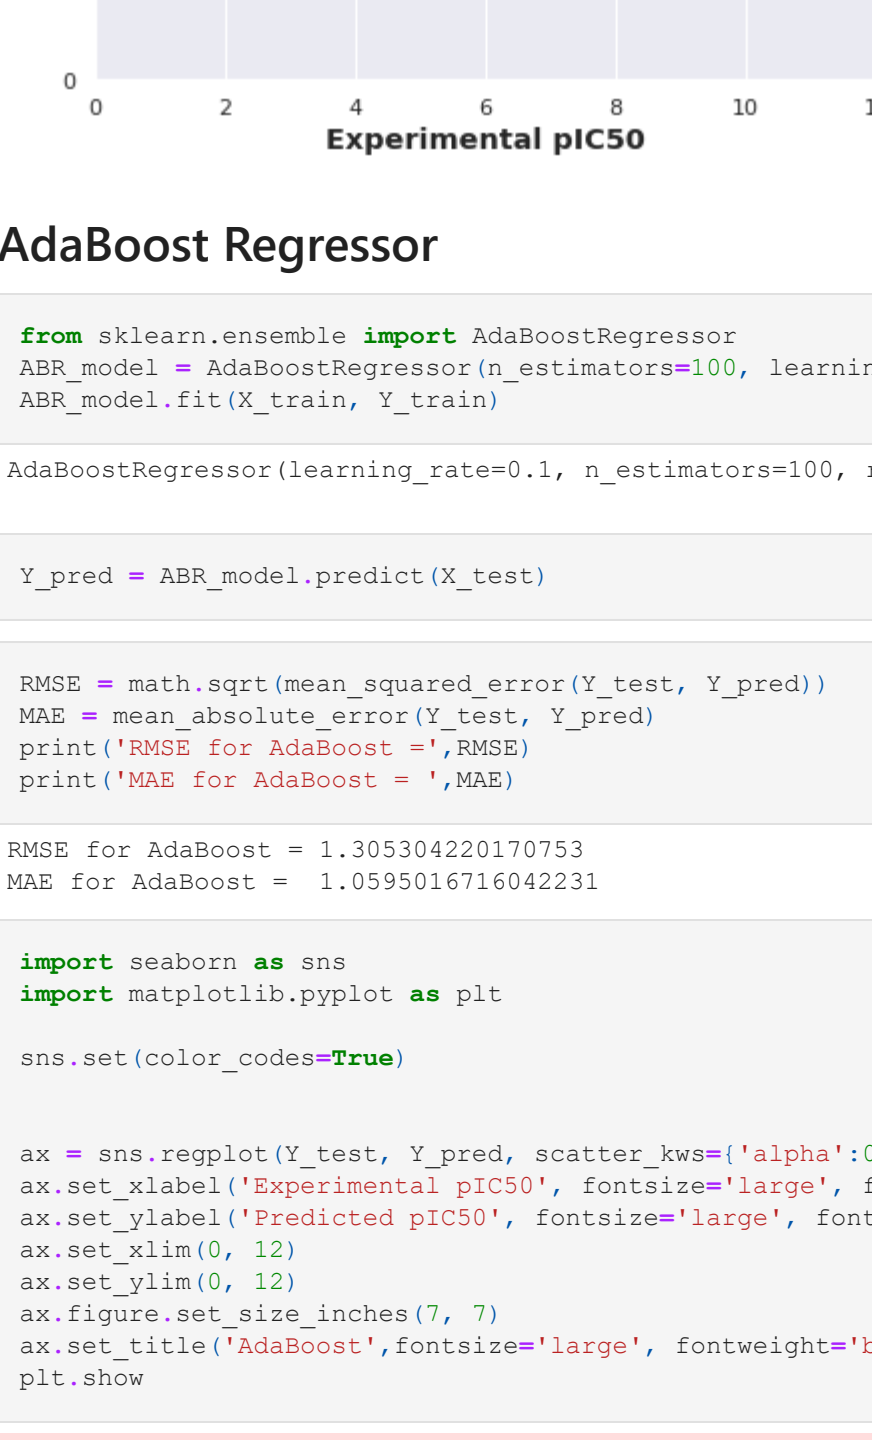 0
0 2 4 6 8 10
Experimental pIC50
AdaBoost Regressor
from sklearn.ensemble import AdaBoostRegressor
ABR_model = AdaBoostRegressor(n_estimators=100, learnin
ABR_model.fit(X_train, Y_train)
AdaBoostRegressor(learning_rate=0.1, n_estimators=100, r
Y_pred = ABR_model.predict(X_test)
RMSE = math.sqrt(mean_squared_error(Y_test, Y_pred))
MAE = mean_absolute_error(Y_test, Y_pred)
print('RMSE for AdaBoost =',RMSE)
print('MAE for AdaBoost = ',MAE)
RMSE for AdaBoost = 1.305304220170753
MAE for AdaBoost =  1.0595016716042231
import seaborn as sns
import matplotlib.pyplot as plt
sns.set(color_codes=True)
ax = sns.regplot(Y_test, Y_pred, scatter_kws={'alpha':0
ax.set_xlabel('Experimental pIC50', fontsize='large', f
ax.set_ylabel('Predicted pIC50', fontsize='large', font
ax.set_xlim(0, 12)
ax.set_ylim(0, 12)
ax.figure.set_size_inches(7, 7)
ax.set_title('AdaBoost',fontsize='large', fontweight='b
plt.show